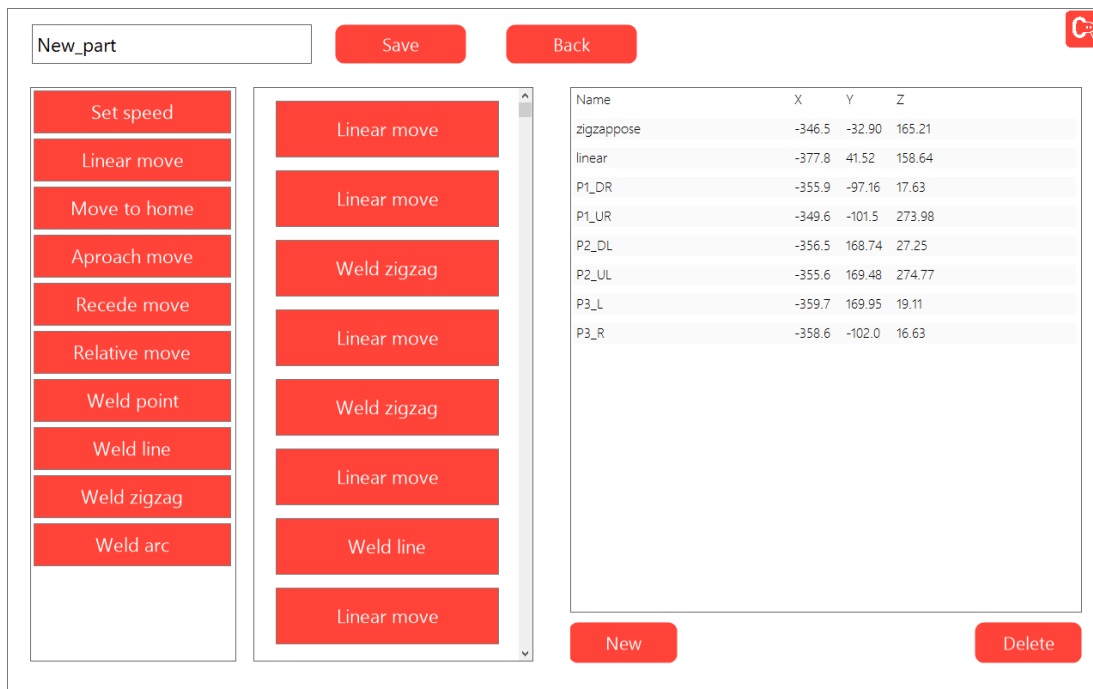 New_part
Save
Back
Set speed
Linear move
Move to home
Aproach move
Recede move
Relative move
Weld point
Weld line
Weld zigzag
Weld arc
Linear move
Linear move
Weld zigzag
Linear move
Weld zigzag
Linear move
Weld line
Linear move
Name X Y Z
zigzappose -346.5 -32.90 165.21
linear -377.8 41.52 158.64
P1_DR -355.9 -97.16 17.63
P1_UR -349.6 -101.5 273.98
P2_DL -356.5 168.74 27.25
P2_UL -355.6 169.48 274.77
P3_L -359.7 169.95 19.11
P3_R -358.6 -102.0 16.63
New
Delete